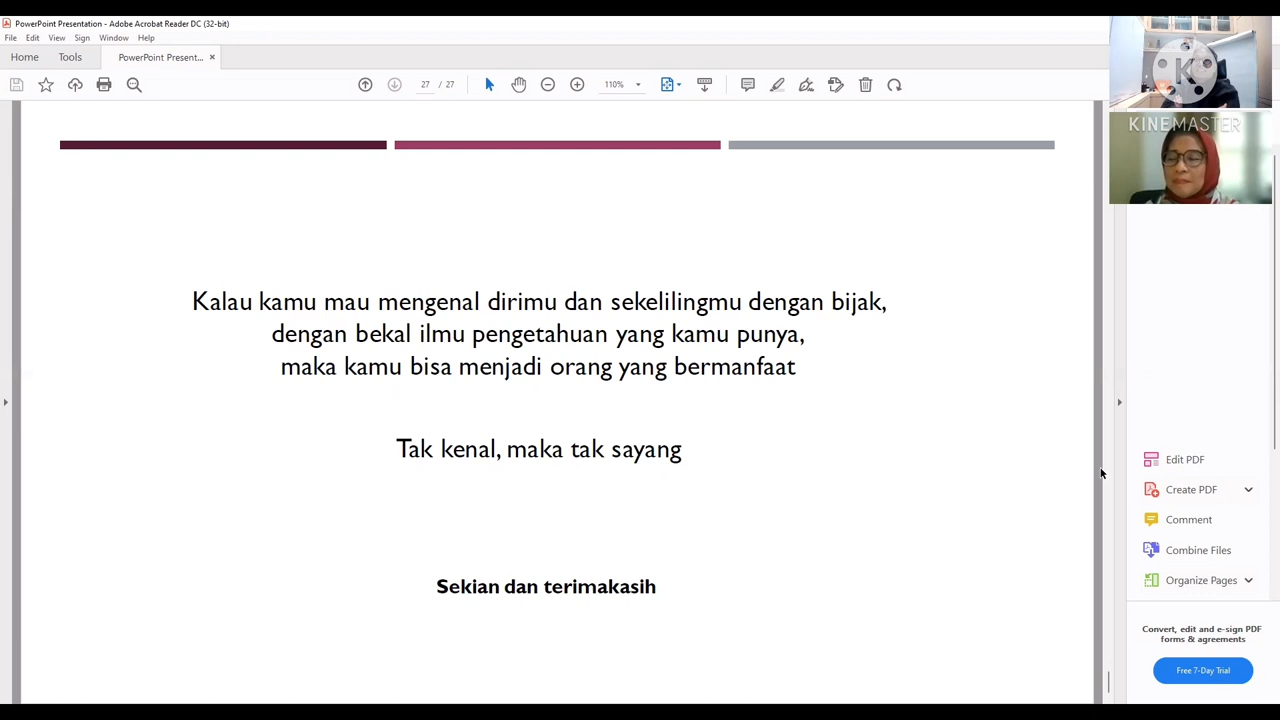 PowerPoint Presentation - Adobe Acrobat Reader DC (32-bit)
File Edit View Sign Window Help
Home Tools PowerPoint Present... ×
27 / 27 110%
K
KINEMASTER
Kalau kamu mau mengenal dirimu dan sekelilingmu dengan bijak,
dengan bekal ilmu pengetahuan yang kamu punya,
maka kamu bisa menjadi orang yang bermanfaat
Tak kenal, maka tak sayang
Sekian dan terimakasih
Edit PDF
Create PDF
Comment
Combine Files
Organize Pages
Convert, edit and e-sign PDF
forms & agreements
Free 7-Day Trial